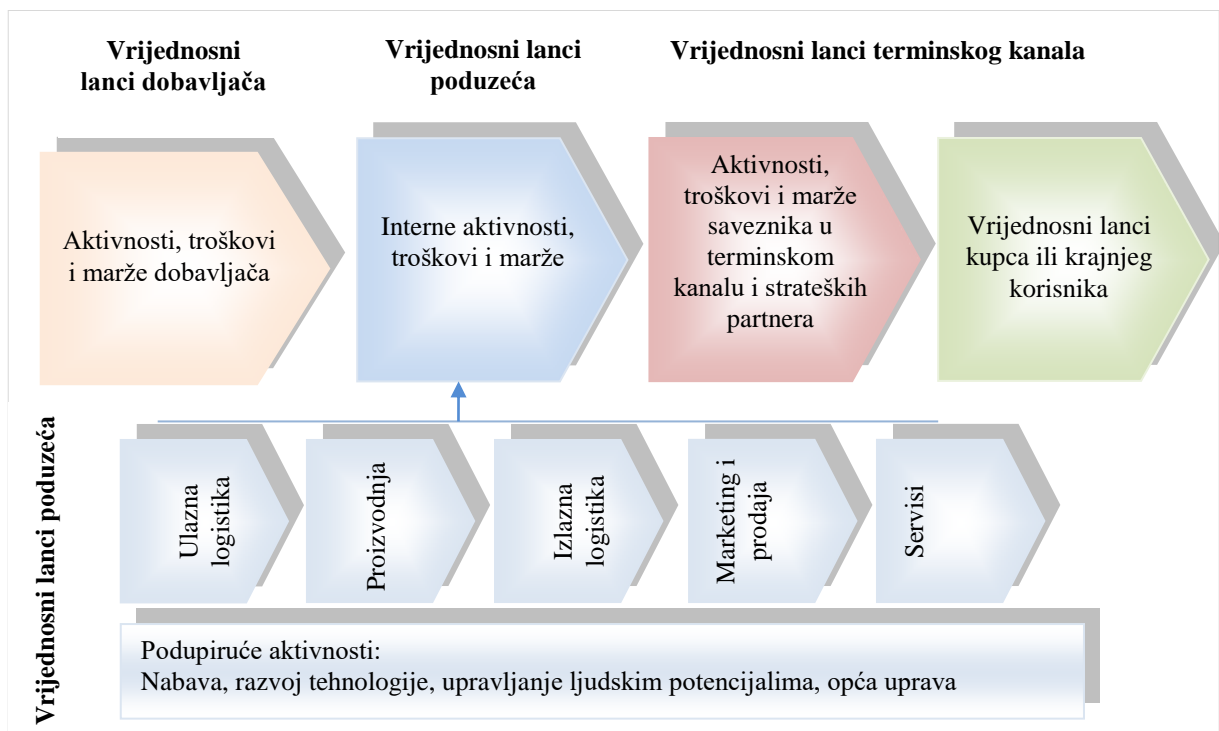 Vrijednosni
lanci dobavljača
Vrijednosni lanci
poduzeća
Vrijednosni lanci terminskog kanala
Aktivnosti, troškovi
i marže dobavljača
Interne aktivnosti,
troškovi i marže
Aktivnosti,
troškovi i marže
saveznika u
terminskom
kanalu i strateških
partnera
Vrijednosni lanci
kupca ili krajnjeg
korisnika
Vrijednosni lanci poduzeća
Ulazna
logistika
Proizvodnja
Izlazna
logistika
Marketing i
prodaja
Servisi
Podupiruće aktivnosti:
Nabava, razvoj tehnologije, upravljanje ljudskim potencijalima, opća uprava